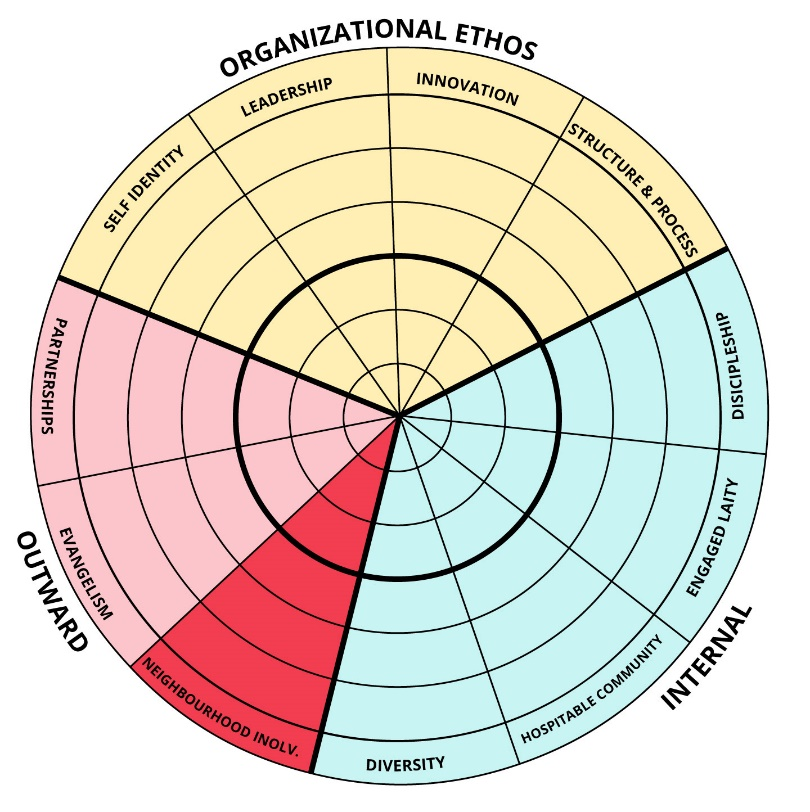 ORGANIZATIONAL ETHOS
SELF IDENTITY
LEADERSHIP
INNOVATION
STRUCTURE & PROCESS
DISICIPLESHIP
ENGAGED LAITY
INTERNAL
HOSPITABLE COMMUNITY
DIVERSITY
NEIGHBOURHOOD INOLV.
OUTWARD
EVANGELISM
PARTNERSHIPS